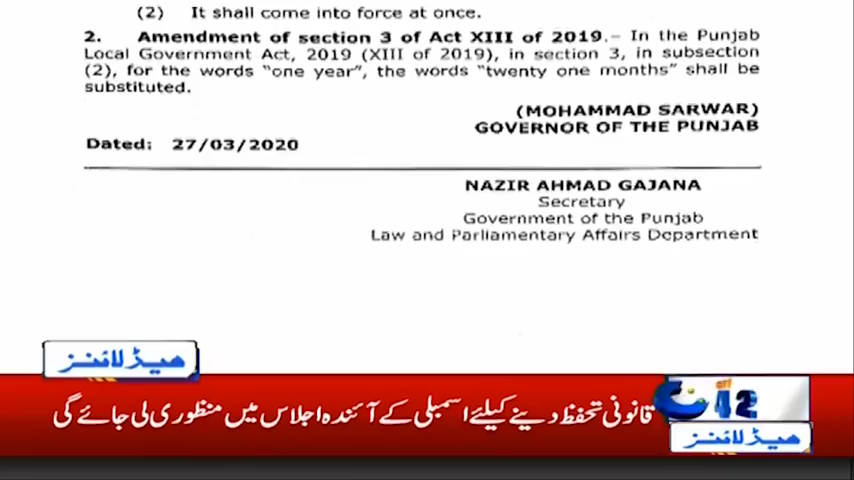 (2) It shall come into force at once.
2. Amendment of section 3 of Act XIII of 2019.- In the Punjab
Local Government Act, 2019 (XIII of 2019), in section 3, in subsection
(2), for the words "one year", the words "twenty one months" shall be
substituted.
(MOHAMMAD SARWAR)
GOVERNOR OF THE PUNJAB
Dated: 27/03/2020
NAZIR AHMAD GAJANA
Secretary
Government of the Punjab
Law and Parliamentary Affairs Department
ہیڈلائنز
قانونی تحفظ دینے کیلئے اسمبلی کے آئندہ اجلاس میں منظوری لی جائے گی
42
ہیڈلائنز